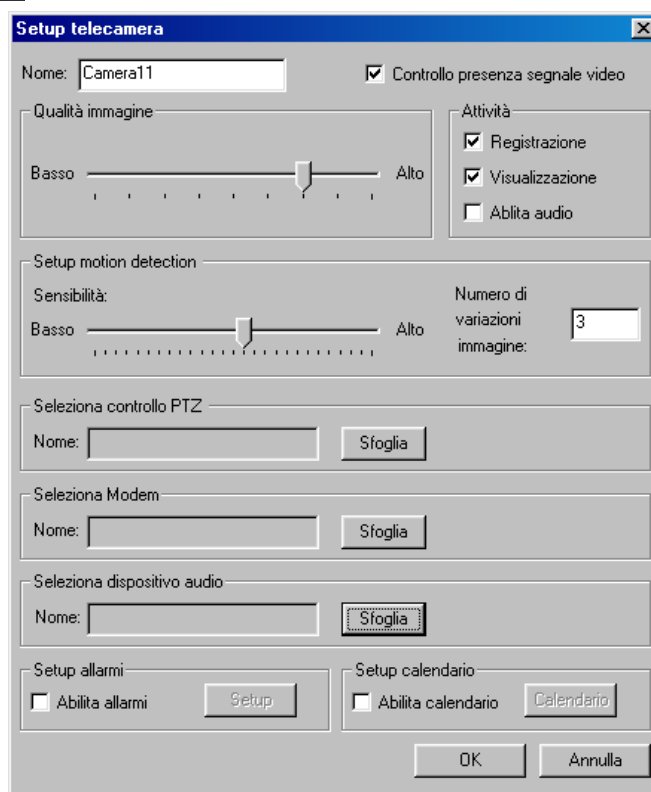 Setup telecamera
Nome: Camera11
Controllo presenza segnale video
Qualità immagine
Basso
Alto
Attività
Registrazione
Visualizzazione
Ablita audio
Setup motion detection
Sensibilità:
Basso
Alto
Numero di
variazioni
immagine:
3
Seleziona controllo PTZ
Nome:
Sfoglia
Seleziona Modem
Nome:
Sfoglia
Seleziona dispositivo audio
Nome:
Sfoglia
Setup allarmi
Abilita allarmi
Setup
Setup calendario
Abilita calendario
Calendario
OK
Annulla